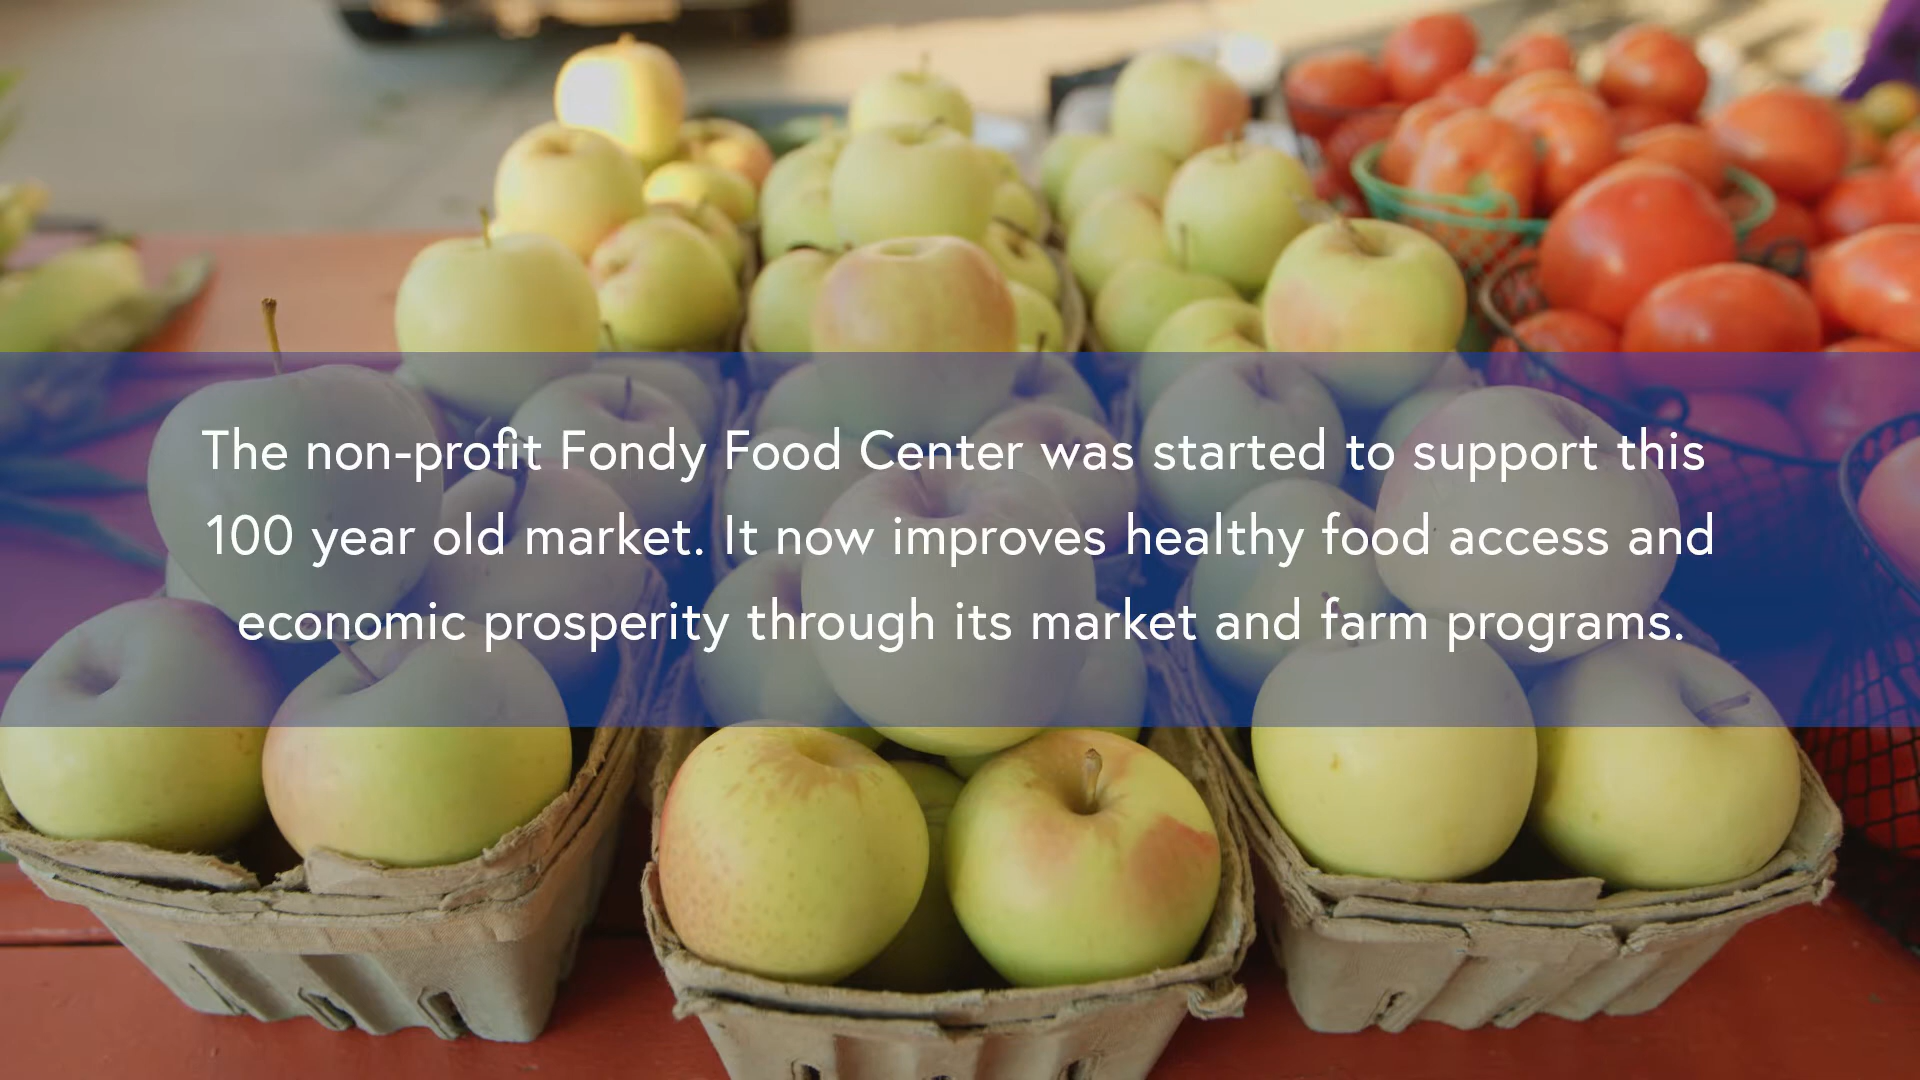 The non-profit Fondy Food Center was started to support this
100 year old market. It now improves healthy food access and
economic prosperity through its market and farm programs.